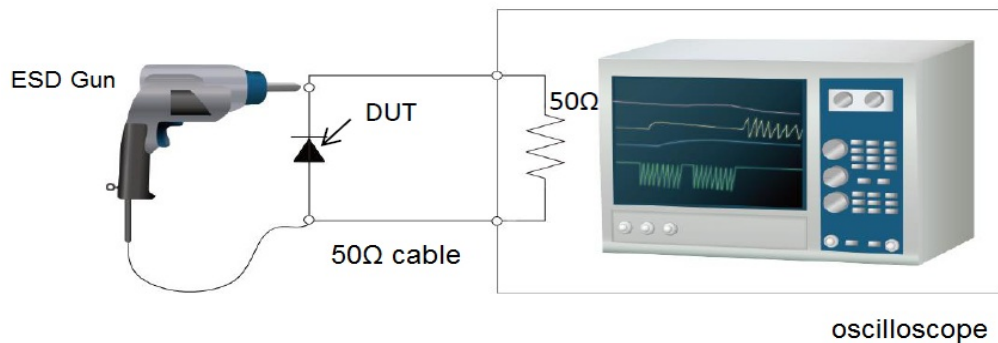 ESD Gun
DUT
50Ω
50Ω cable
oscilloscope